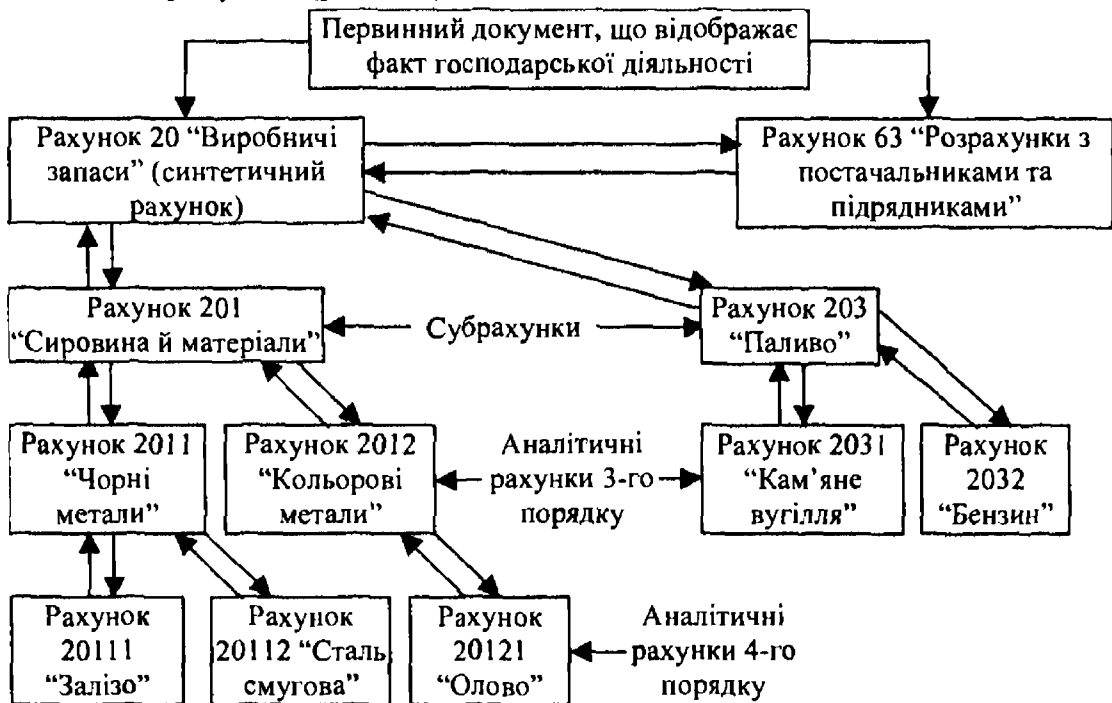 Первинний документ, що відображає
факт господарської діяльності
Рахунок 20 “Виробничі
запаси” (синтетичний
рахунок)
Рахунок 63 “Розрахунки з
постачальниками та
підрядниками”
Рахунок 201
“Сировина й матеріали”
Субрахунки
Рахунок 203
“Паливо”
Рахунок 2011
“Чорні
метали”
Рахунок 2012
“Кольорові
метали”
Аналітичні
рахунки 3-го
порядку
Рахунок 2031
“Кам’яне
вугілля”
Рахунок
2032
“Бензин”
Рахунок
20111
“Залізо”
Рахунок
20112 “Сталь
смугова”
Рахунок
20121
“Олово”
Аналітичні
рахунки 4-го
порядку